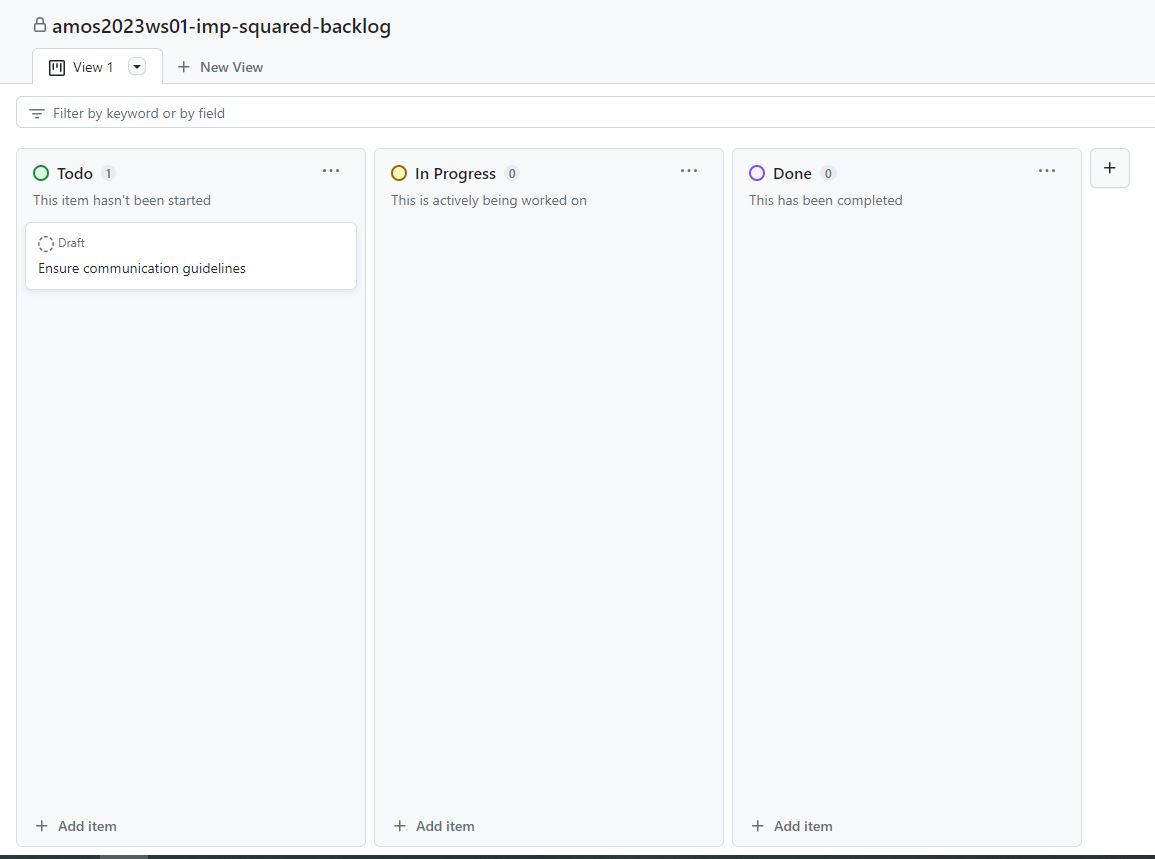 amos2023ws01-imp-squared-backlog
View 1
New View
Filter by keyword or by field
Todo 1
This item hasn't been started
Draft
Ensure communication guidelines
Add item
In Progress 0
This is actively being worked on
Add item
Done 0
This has been completed
Add item